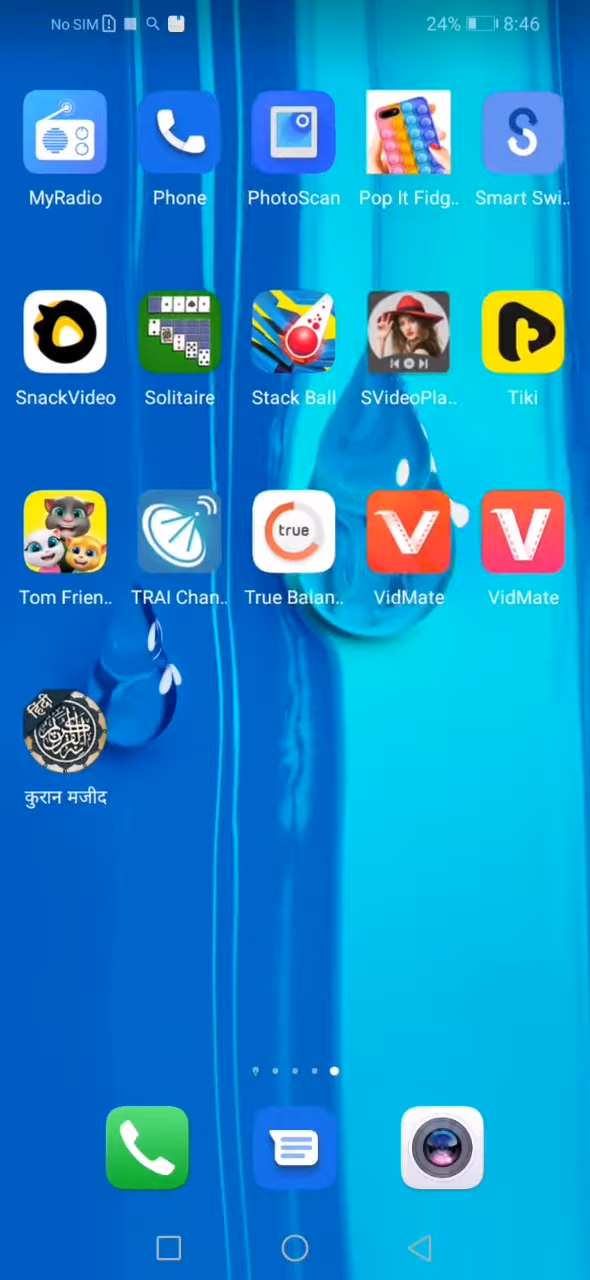 No SIM 24% 8:46
MyRadio Phone PhotoScan Pop It Fidg.. Smart Swi..
SnackVideo Solitaire Stack Ball SVideoPla.. Tiki
true
Tom Frien.. TRAI Chan.. True Balan.. VidMate VidMate
हिंदी
कुरान मजीद